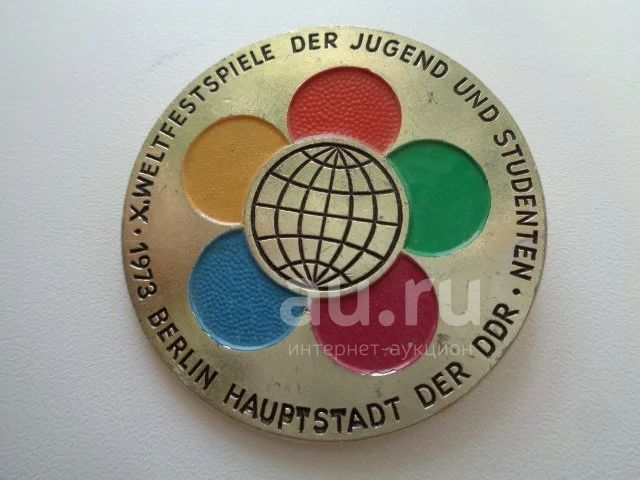 X. WELTFESTSPIELE DER JUGEND UND STUDENTEN ·
1973 BERLIN HAUPTSTADT DER DDR ·
au.ru
интернет-аукцион